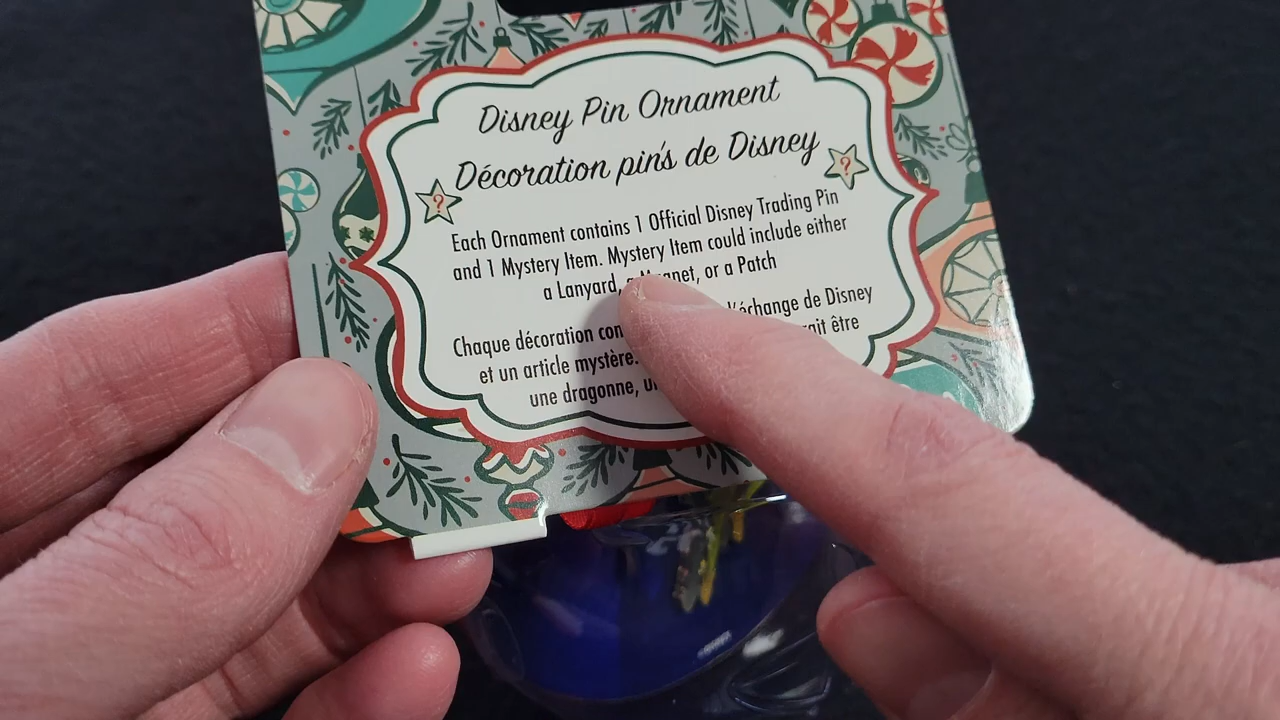 Disney Pin Ornament
Décoration pin's de Disney
? ?
Each Ornament contains 1 Official Disney Trading Pin
and 1 Mystery Item. Mystery Item could include either
a Lanyard, or a Patch
Chaque décoration l'échange de Disney
et un article mystère. être
une dragonne,